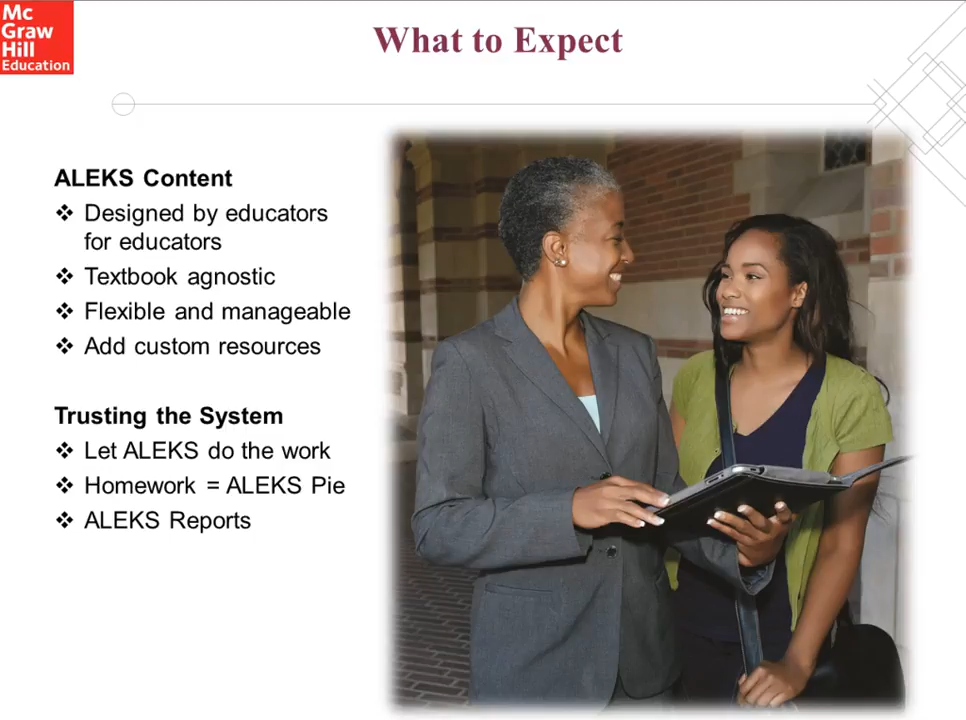 Mc
Graw
Hill
Education
What to Expect
ALEKS Content
❖ Designed by educators
for educators
❖ Textbook agnostic
❖ Flexible and manageable
❖ Add custom resources
Trusting the System
❖ Let ALEKS do the work
❖ Homework = ALEKS Pie
❖ ALEKS Reports